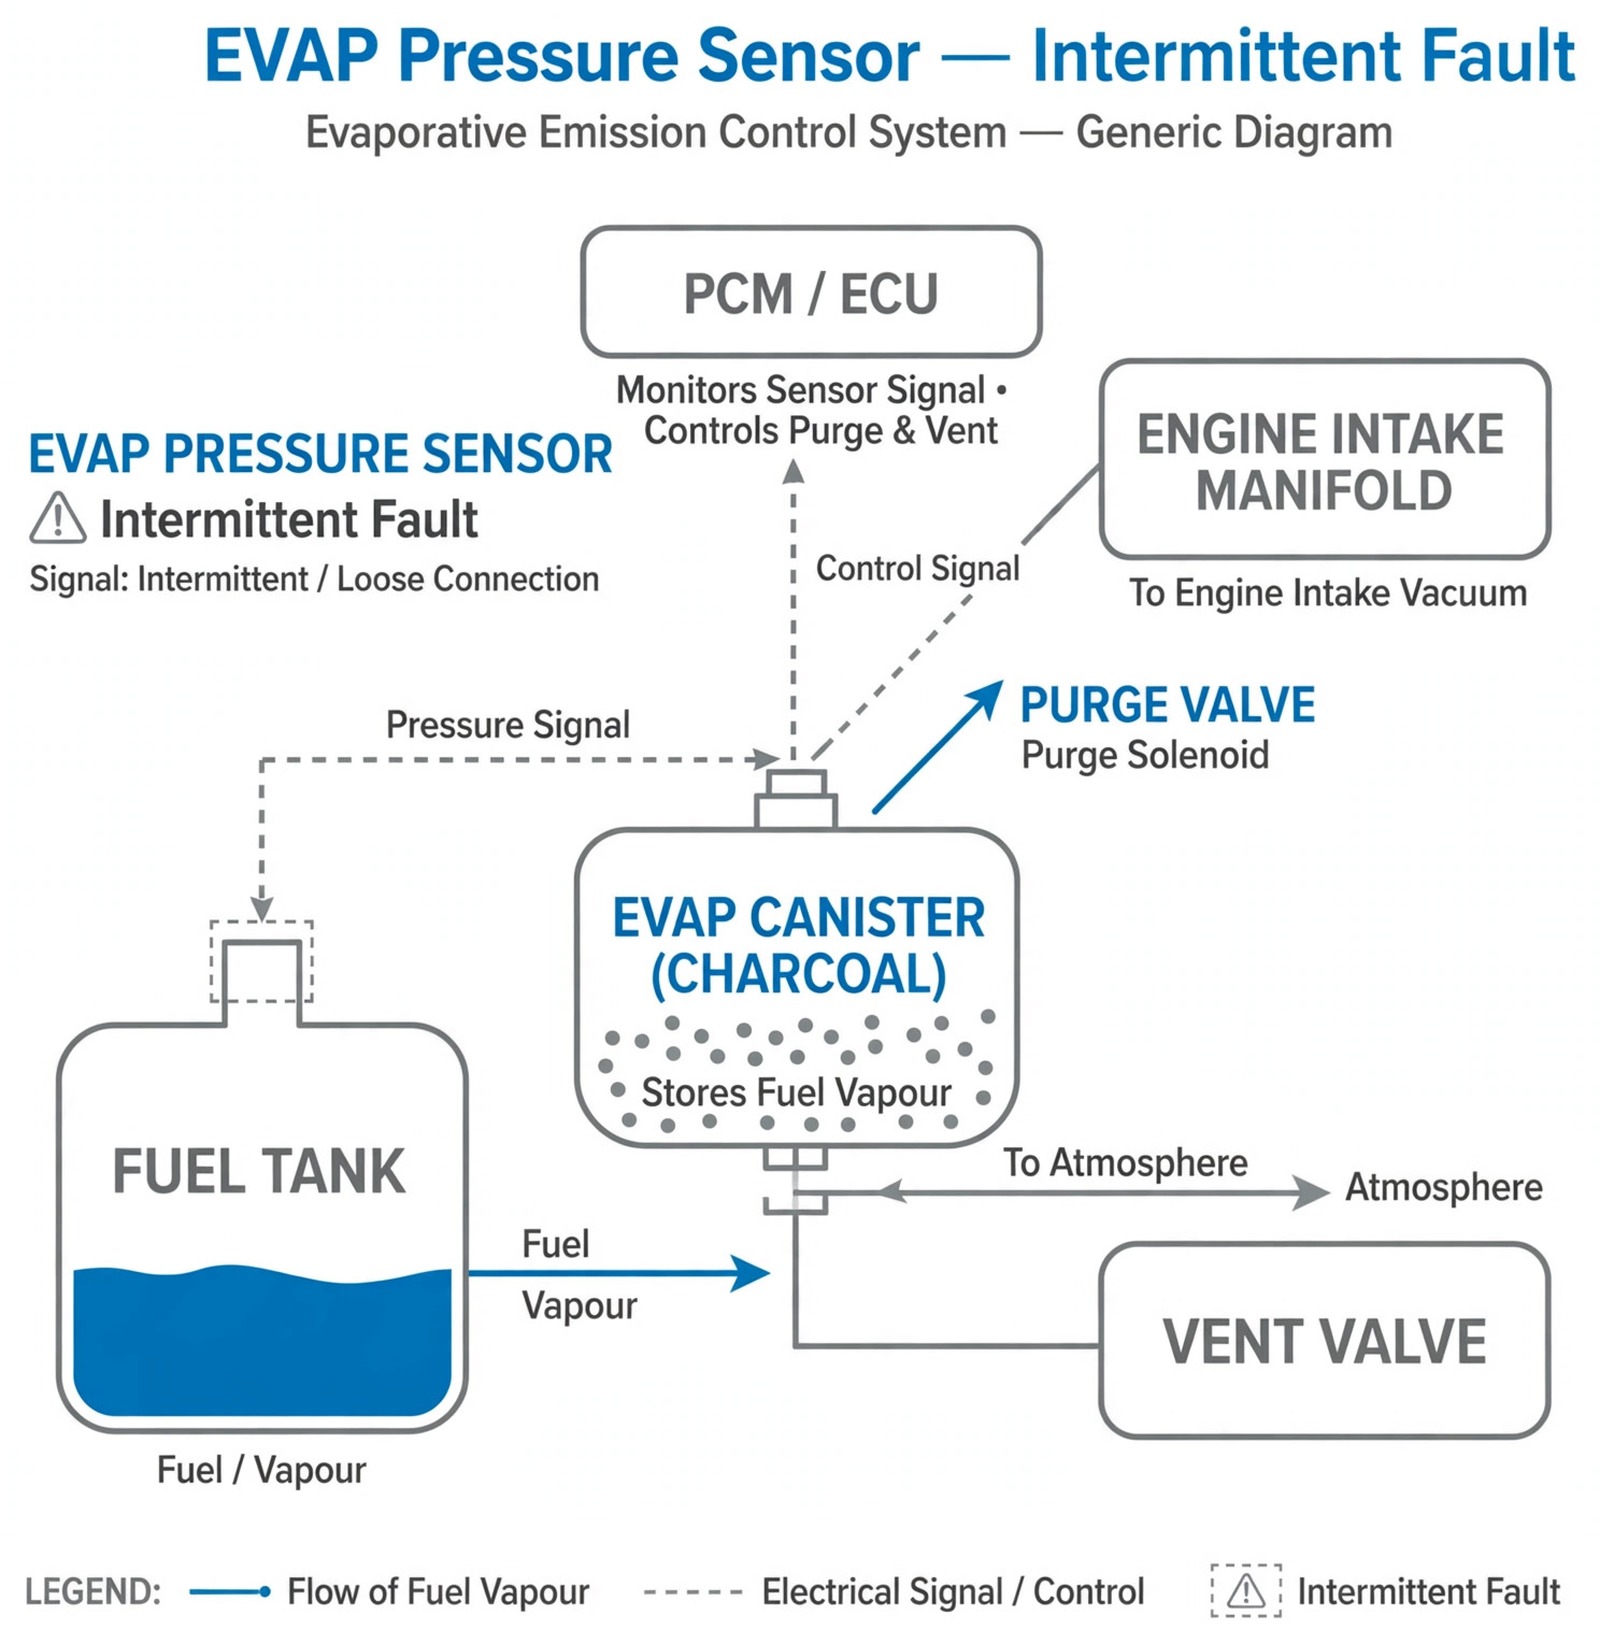 EVAP Pressure Sensor — Intermittent Fault
Evaporative Emission Control System — Generic Diagram
PCM / ECU
Monitors Sensor Signal •
Controls Purge & Vent
ENGINE INTAKE
MANIFOLD
To Engine Intake Vacuum
EVAP PRESSURE SENSOR
Intermittent Fault
Signal: Intermittent / Loose Connection
Control Signal
Pressure Signal
PURGE VALVE
Purge Solenoid
EVAP CANISTER
(CHARCOAL)
Stores Fuel Vapour
FUEL TANK
Fuel / Vapour
Fuel
Vapour
To Atmosphere
Atmosphere
VENT VALVE
LEGEND:
Flow of Fuel Vapour
Electrical Signal / Control
Intermittent Fault